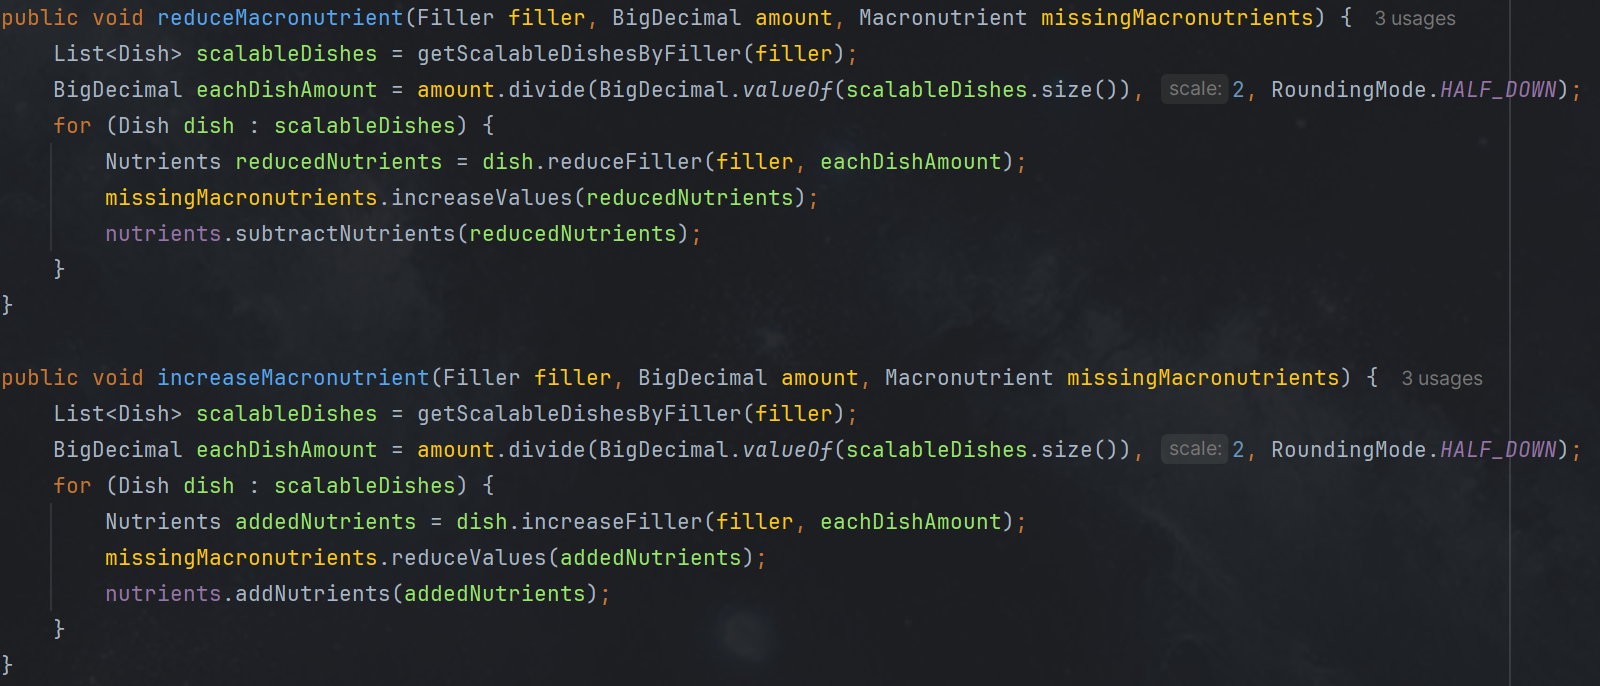 public void reduceMacronutrient(Filler filler, BigDecimal amount, Macronutrient missingMacronutrients) { 3 usages
    List<Dish> scalableDishes = getScalableDishesByFiller(filler);
    BigDecimal eachDishAmount = amount.divide(BigDecimal.valueOf(scalableDishes.size()), scale: 2, RoundingMode.HALF_DOWN);
    for (Dish dish : scalableDishes) {
        Nutrients reducedNutrients = dish.reduceFiller(filler, eachDishAmount);
        missingMacronutrients.increaseValues(reducedNutrients);
        nutrients.subtractNutrients(reducedNutrients);
    }
}
public void increaseMacronutrient(Filler filler, BigDecimal amount, Macronutrient missingMacronutrients) { 3 usages
    List<Dish> scalableDishes = getScalableDishesByFiller(filler);
    BigDecimal eachDishAmount = amount.divide(BigDecimal.valueOf(scalableDishes.size()), scale: 2, RoundingMode.HALF_DOWN);
    for (Dish dish : scalableDishes) {
        Nutrients addedNutrients = dish.increaseFiller(filler, eachDishAmount);
        missingMacronutrients.reduceValues(addedNutrients);
        nutrients.addNutrients(addedNutrients);
    }
}